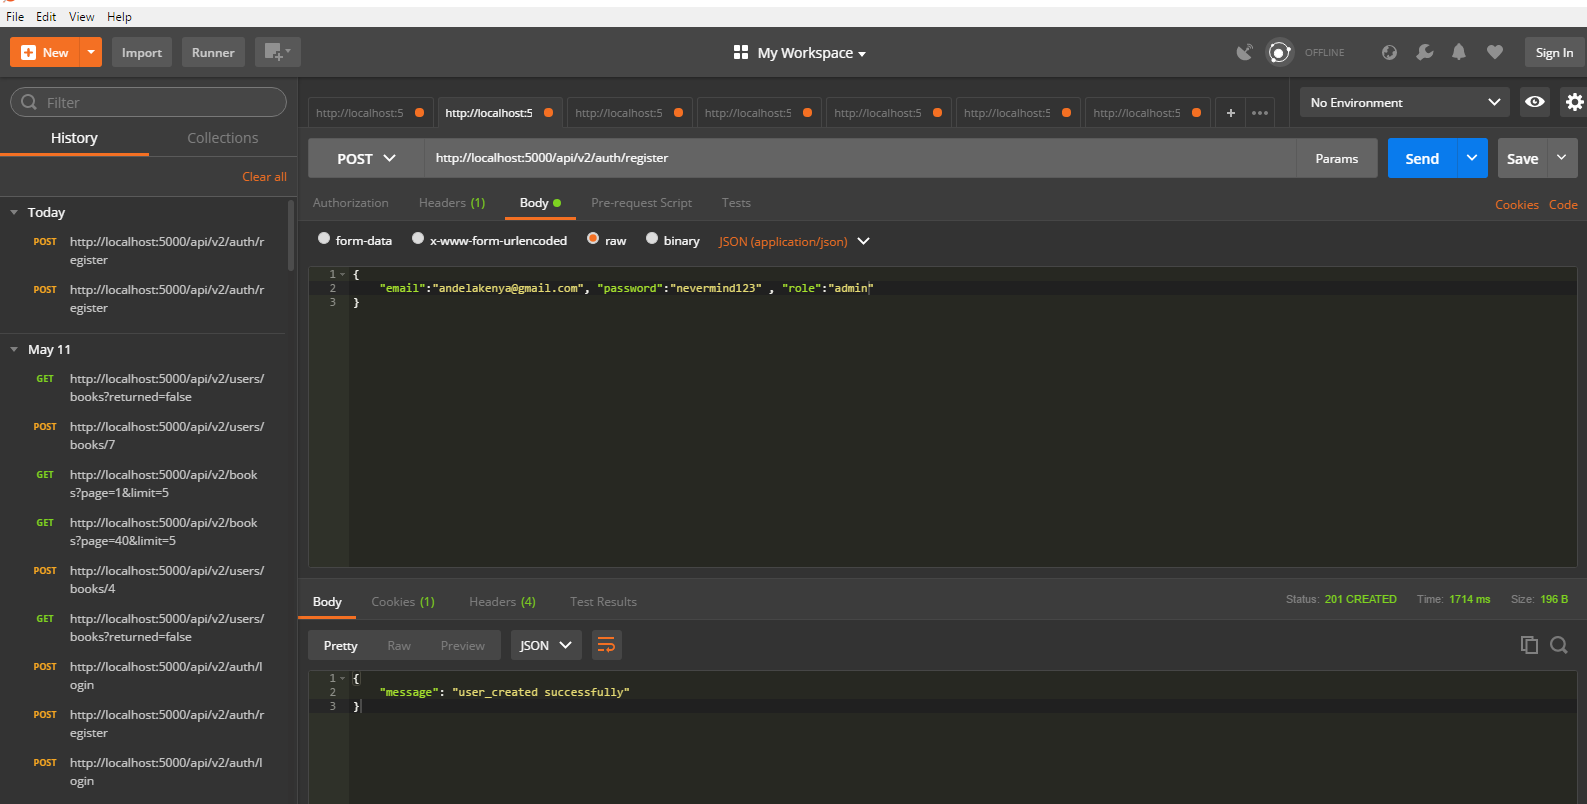 File Edit View Help
New Import Runner My Workspace OFFLINE Sign In
Filter
History Collections
Clear all
Today
POST http://localhost:5000/api/v2/auth/r
egister
POST http://localhost:5000/api/v2/auth/r
egister
May 11
GET http://localhost:5000/api/v2/users/
books?returned=false
POST http://localhost:5000/api/v2/users/
books/7
GET http://localhost:5000/api/v2/book
s?page=1&limit=5
GET http://localhost:5000/api/v2/book
s?page=40&limit=5
POST http://localhost:5000/api/v2/users/
books/4
GET http://localhost:5000/api/v2/users/
books?returned=false
POST http://localhost:5000/api/v2/auth/l
ogin
POST http://localhost:5000/api/v2/auth/r
egister
POST http://localhost:5000/api/v2/auth/l
ogin
http://localhost:5 http://localhost:5 http://localhost:5 http://localhost:5 http://localhost:5 http://localhost:5 http://localhost:5 + ••• No Environment
POST http://localhost:5000/api/v2/auth/register Params Send Save
Authorization Headers (1) Body Pre-request Script Tests Cookies Code
form-data x-www-form-urlencoded raw binary JSON (application/json)
1 {
2 "email":"andelakenya@gmail.com", "password":"nevermind123" , "role":"admin"
3 }
Body Cookies (1) Headers (4) Test Results Status: 201 CREATED Time: 1714 ms Size: 196 B
Pretty Raw Preview JSON
1 {
2 "message": "user_created successfully"
3 }